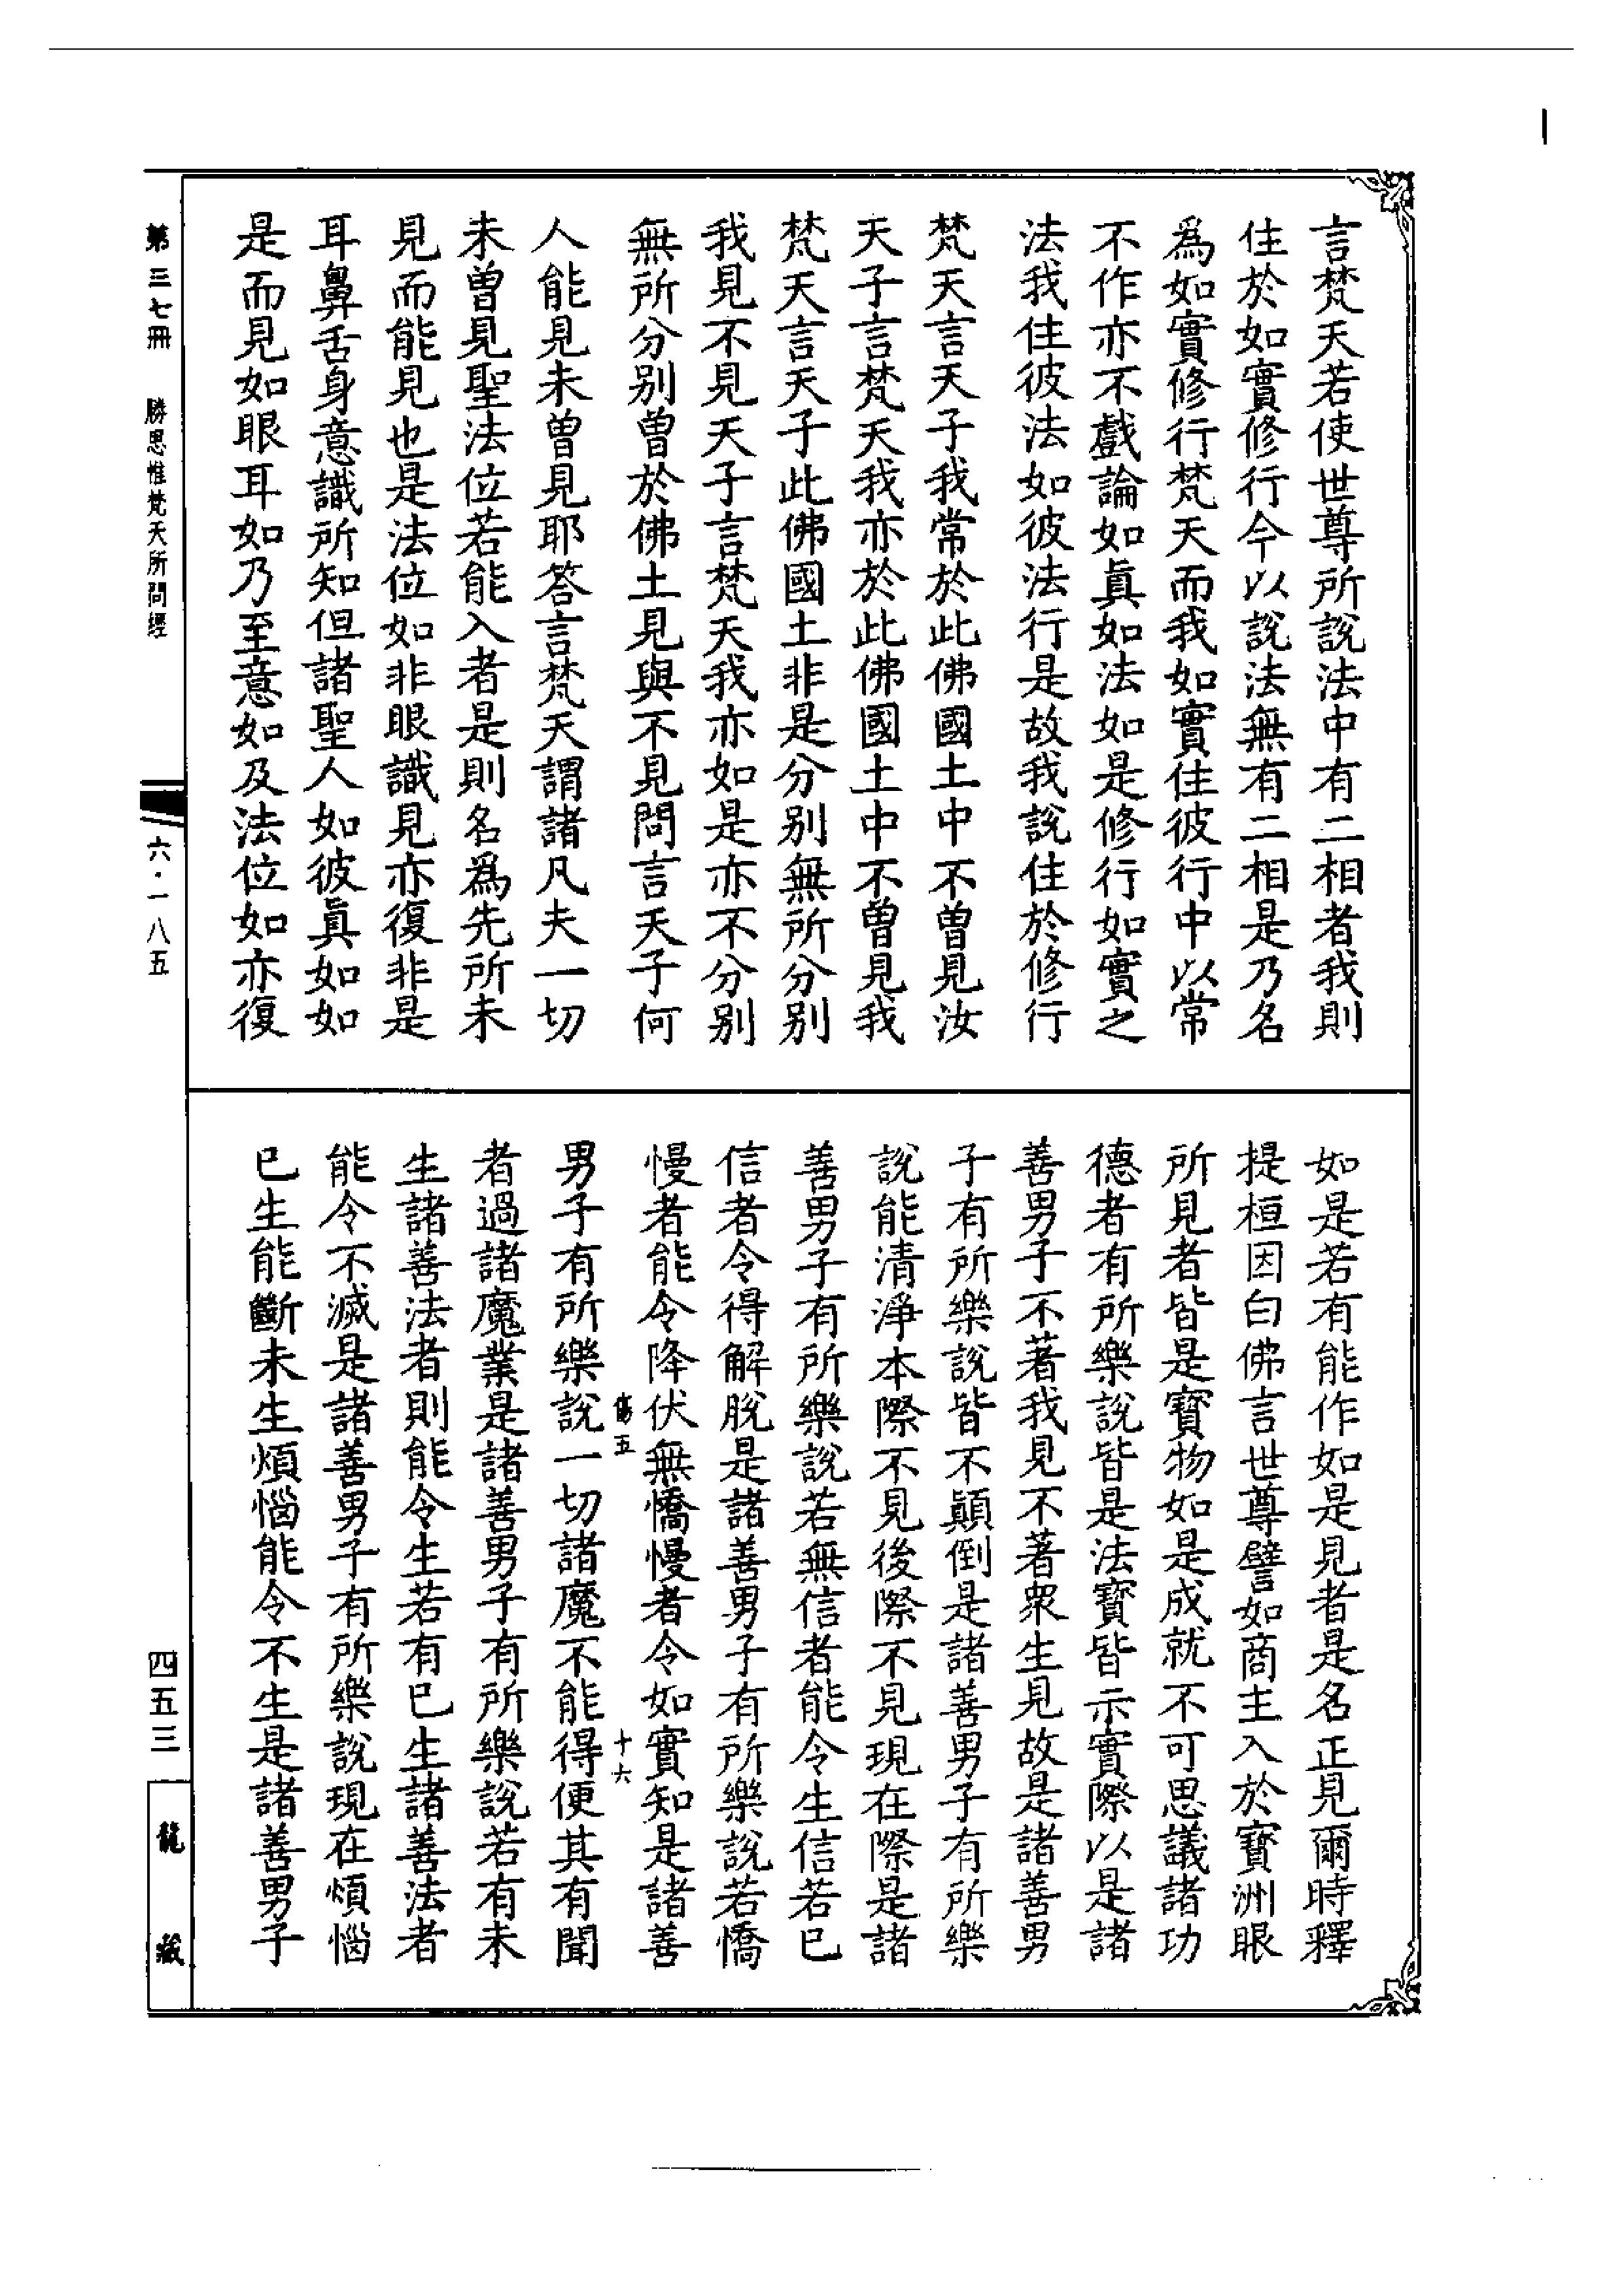 言梵天若使世尊所說法中有二相者我則
住於如實修行今以說法無有二相是乃名
爲如實修行梵天而我如實住彼行中以常
不作亦不戲論如眞如法如是修行如實之
法我住彼法如彼法行是故我說住於修行
梵天言天子我常於此佛國土中不曾見汝
天子言梵天我亦於此佛國土中不曾見我
梵天言天子此佛國土非是分别無所分别
我見不見天子言梵天我亦如是亦不分别
無所分别曾於佛土見與不見問言天子何
人能見未曾見耶答言梵天謂諸凡夫一切
未曾見聖法位若能入者是則名爲先所未
見而能見也是法位如非眼識見亦復非是
耳鼻舌身意識所知但諸聖人如彼眞如如
是而見如眼耳如乃至意如及法位如亦復
如是若有能作如是見者是名正見爾時釋
提桓因白佛言世尊譬如商主入於寳洲眼
所見者皆是寳物如是成就不可思議諸功
德者有所樂說皆是法寳皆示實際以是諸
善男子不著我見不著衆生見故是諸善男
子有所樂說皆不顚倒是諸善男子有所樂
說能清淨本際不見後際不見現在際是諸
善男子有所樂說若無信者能令生信若已
信者令得解脫是諸善男子有所樂說若憍
慢者能令降伏無憍慢者令如實知是諸善
傷五 十六
男子有所樂說一切諸魔不能得便其有聞
者過諸魔業是諸善男子有所樂說若有未
生諸善法者則能令生若有已生諸善法者
能令不滅是諸善男子有所樂說現在煩惱
已生能斷未生煩惱能令不生是諸善男子
第三七冊 勝思惟梵天所問經
六·一八五
四五三
龍藏